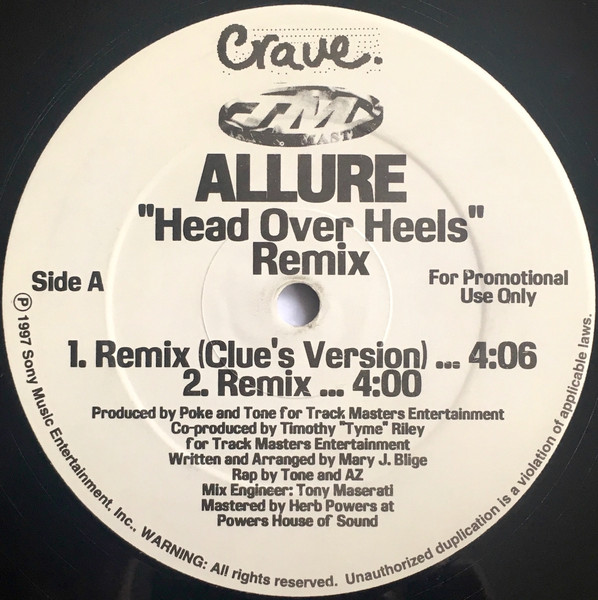 Crave.
TM
ALLURE
"Head Over Heels"
Remix
Side A
For Promotional
Use Only
1. Remix (Clue's Version) ... 4:06
2. Remix ... 4:00
Produced by Poke and Tone for Track Masters Entertainment
Co-produced by Timothy "Tyme" Riley
for Track Masters Entertainment
Written and Arranged by Mary J. Blige
Rap by Tone and AZ
Mix Engineer: Tony Maserati
Mastered by Herb Powers at
Powers House of Sound
℗ 1997 Sony Music Entertainment, Inc.. WARNING: All rights reserved. Unauthorized duplication is a violation of applicable laws.